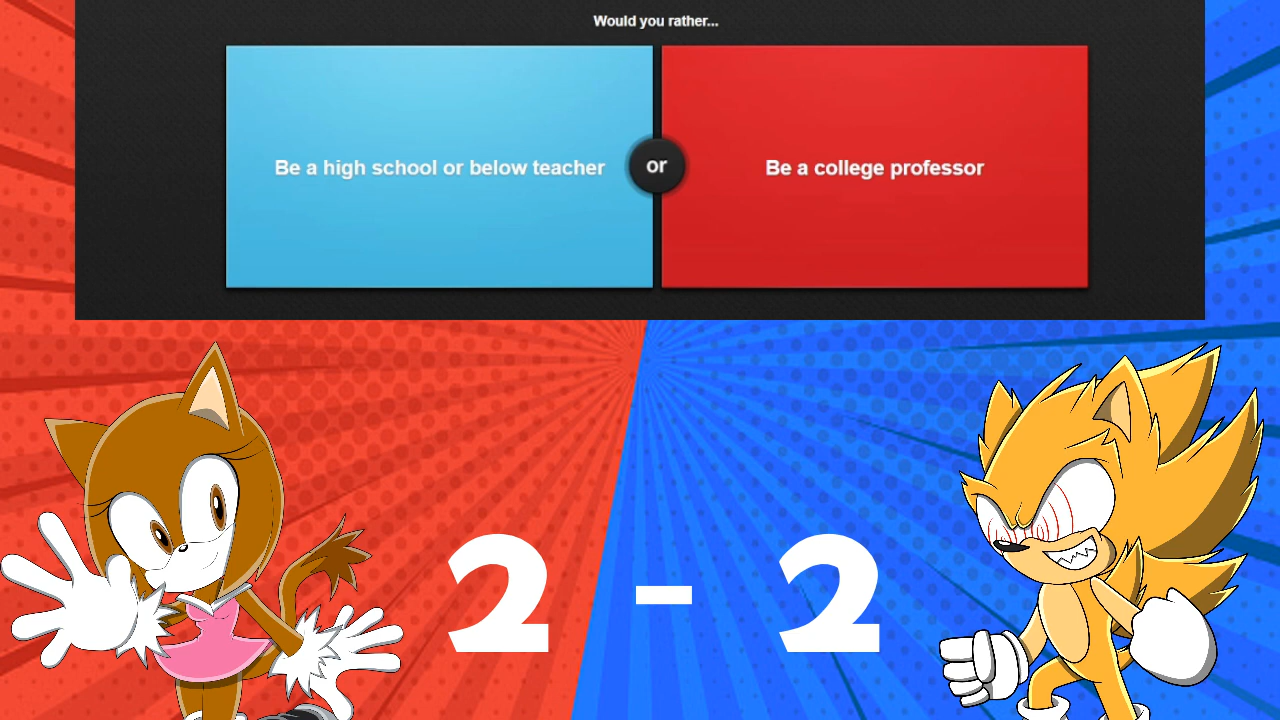 Would you rather...
Be a high school or below teacher
or
Be a college professor
2 - 2